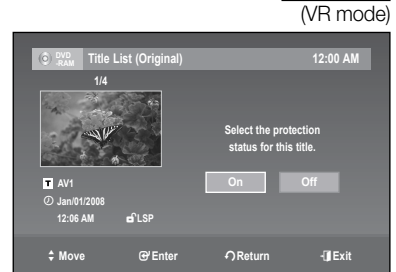 (VR mode)
DVD -RAM Title List (Original) 12:00 AM
1/4
Select the protection
status for this title.
T AV1
On Off
Jan/01/2008
12:06 AM LSP
Move Enter Return Exit